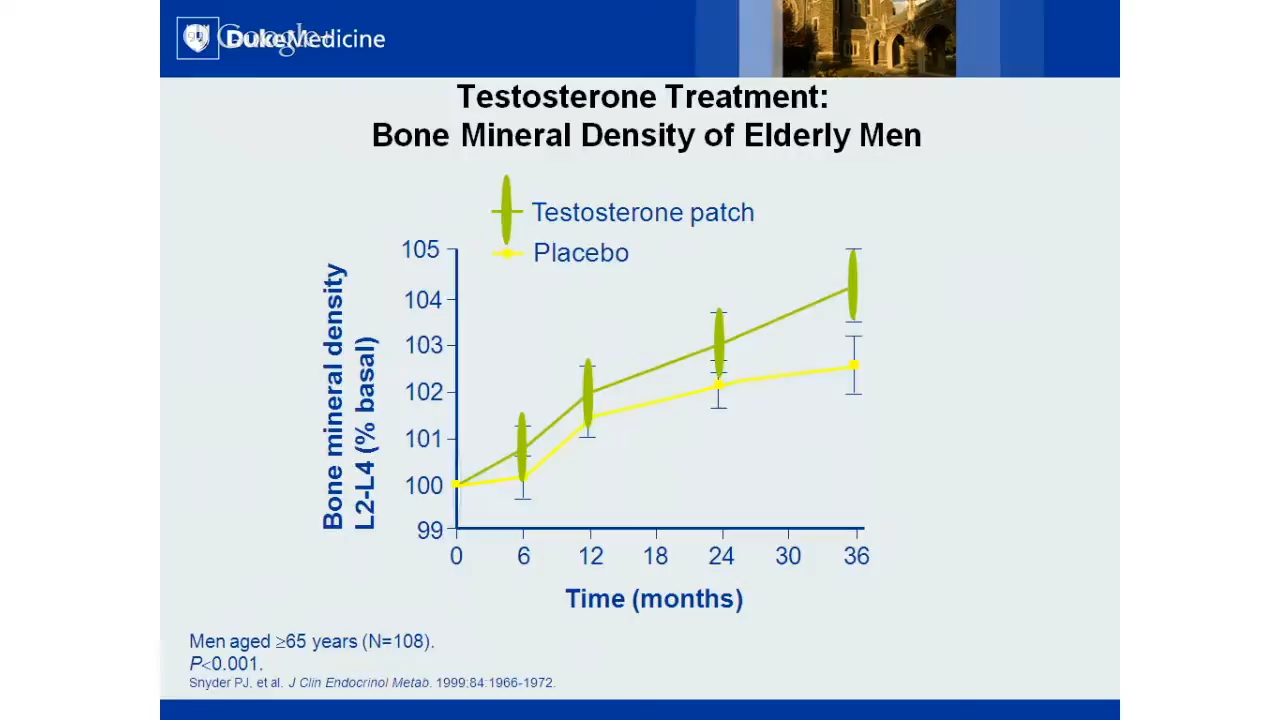 Google+
DukeMedicine
Testosterone Treatment:
Bone Mineral Density of Elderly Men
Testosterone patch
Placebo
Bone mineral density
L2-L4 (% basal)
105
104
103
102
101
100
99
0 6 12 18 24 30 36
Time (months)
Men aged ≥65 years (N=108).
P<0.001.
Snyder PJ, et al. J Clin Endocrinol Metab. 1999;84:1966-1972.